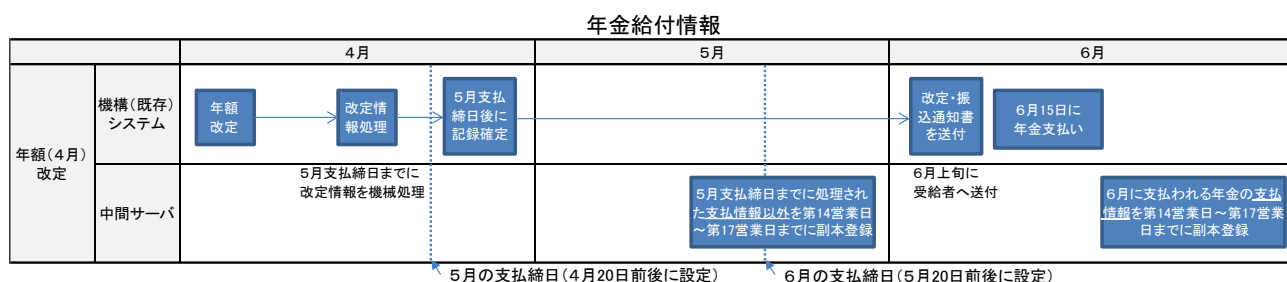 年金給付情報
4月
5月
6月
年額(4月)
改定
機構(既存)
システム
年額
改定
改定情
報処理
5月支払
締日後に
記録確定
改定・振
込通知書
を送付
6月15日に
年金支払い
5月支払締日までに
改定情報を機械処理
6月上旬に
受給者へ送付
中間サーバ
5月支払締日までに処理され
た支払情報以外を第14営業日
~第17営業日までに副本登録
6月に支払われる年金の支払
情報を第14営業日~第17営業
日までに副本登録
5月の支払締日(4月20日前後に設定)
6月の支払締日(5月20日前後に設定)